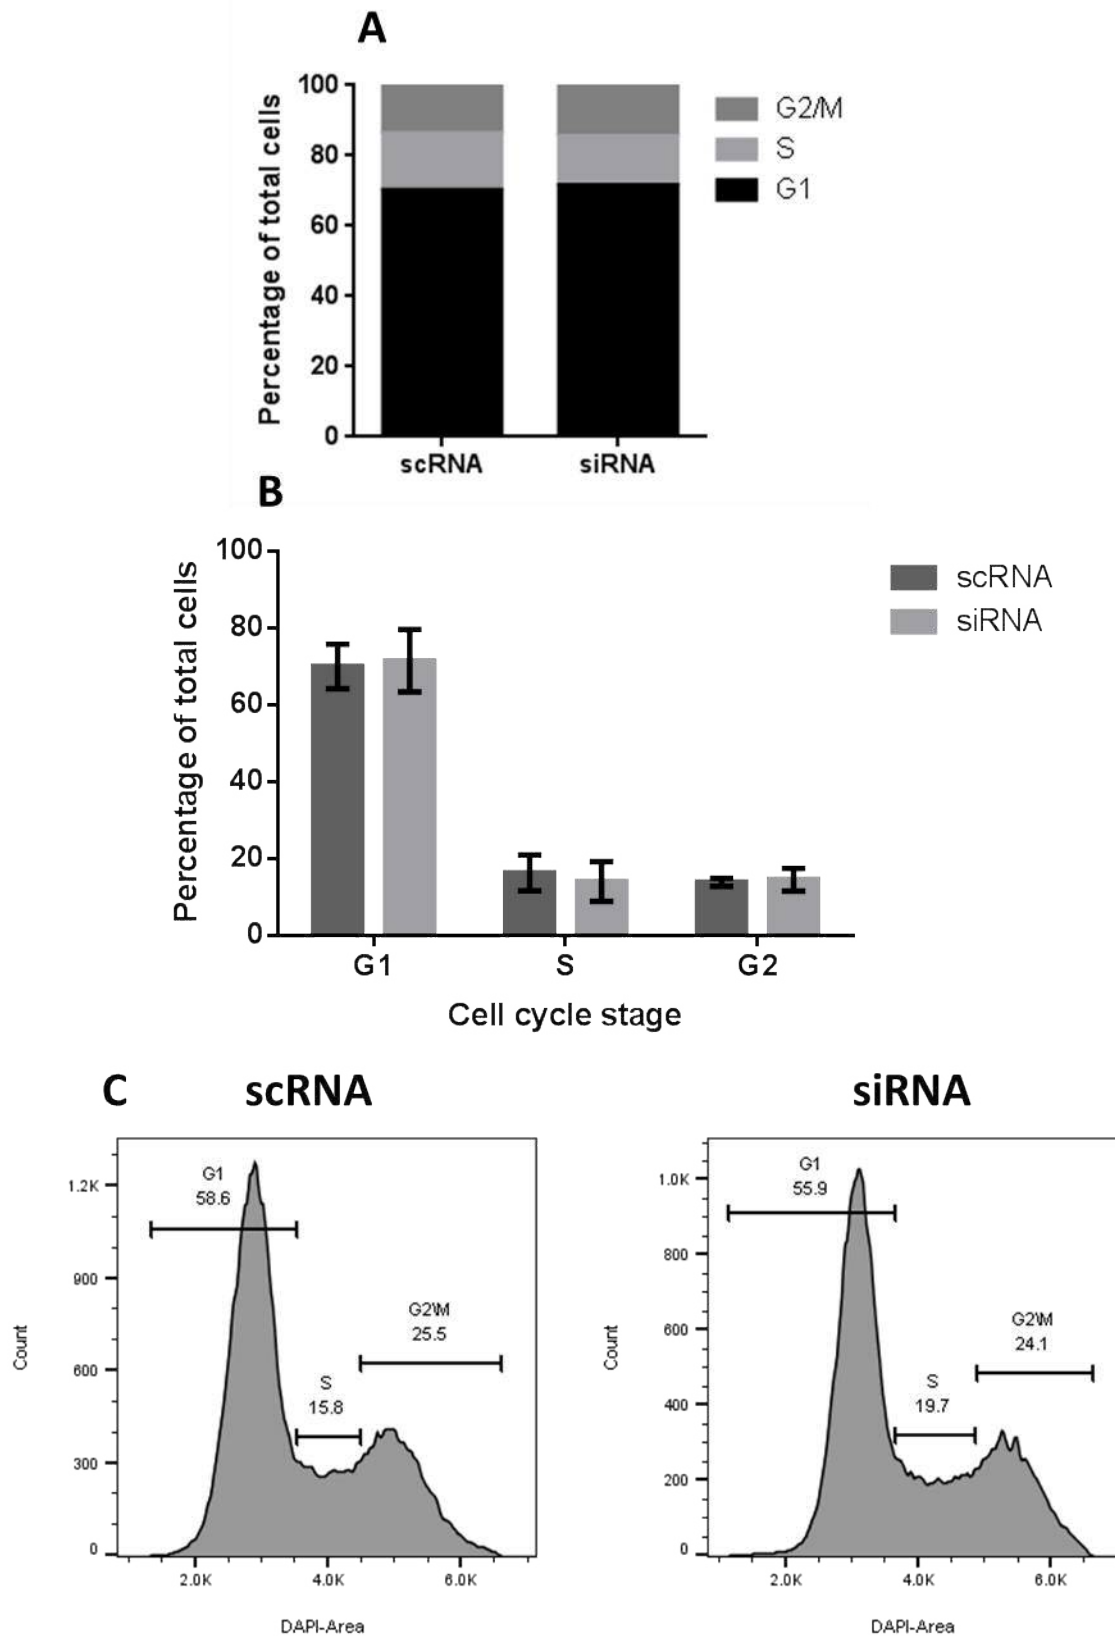 A
Percentage of total cells
100
80
60
40
20
0
scRNA
siRNA
G2/M
S
G1
B
Percentage of total cells
100
80
60
40
20
0
G1
S
G2
Cell cycle stage
scRNA
siRNA
C
scRNA
Count
1.2K
900
600
300
0
G1
58.6
S
15.8
G2\M
25.5
2.0K
4.0K
6.0K
DAPI-Area
siRNA
Count
1.0K
800
600
400
200
0
G1
55.9
S
19.7
G2\M
24.1
2.0K
4.0K
6.0K
DAPI-Area